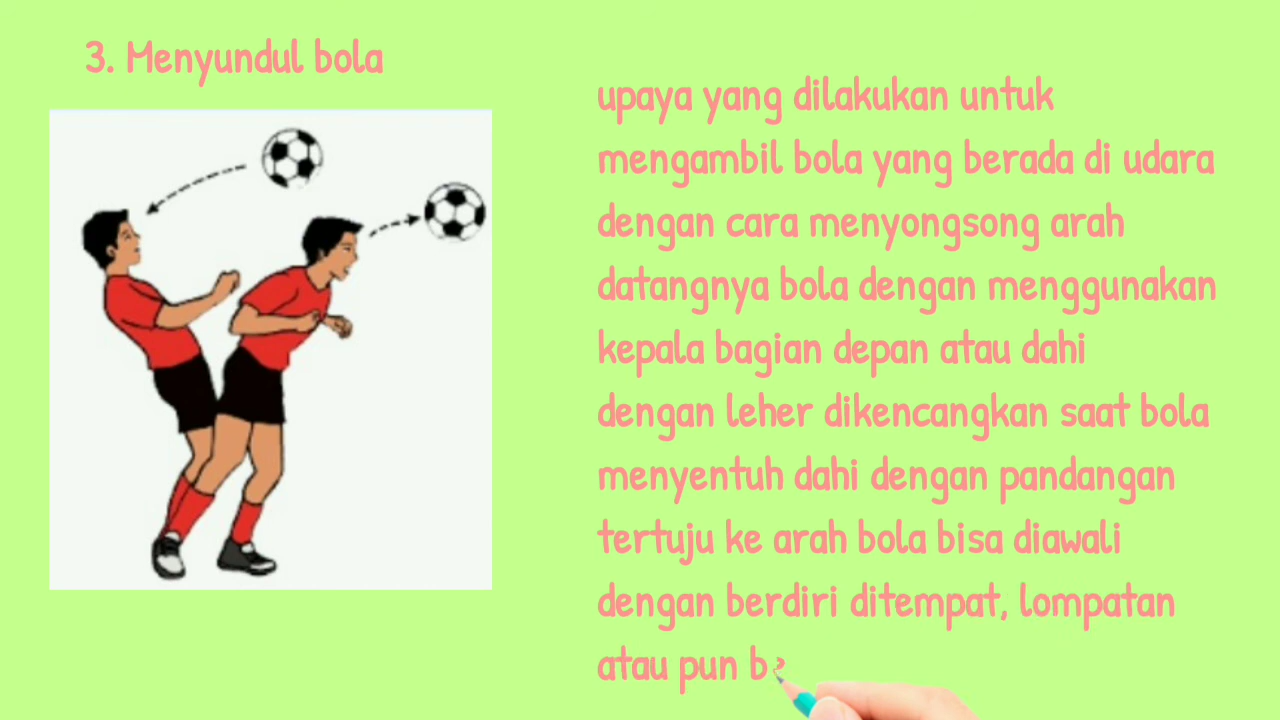 3. Menyundul bola
upaya yang dilakukan untuk
mengambil bola yang berada di udara
dengan cara menyongsong arah
datangnya bola dengan menggunakan
kepala bagian depan atau dahi
dengan leher dikencangkan saat bola
menyentuh dahi dengan pandangan
tertuju ke arah bola bisa diawali
dengan berdiri ditempat, lompatan
atau pun b